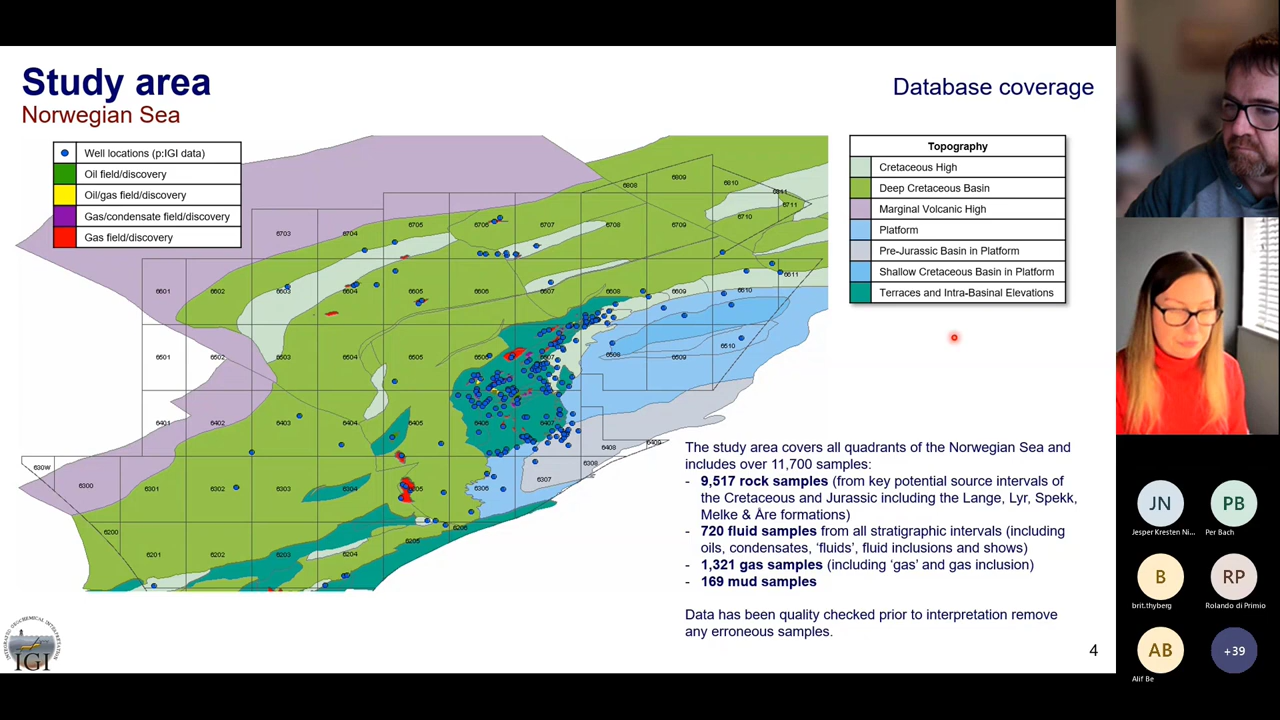 Study area
Norwegian Sea
Database coverage
Well locations (p:IGI data)
Oil field/discovery
Oil/gas field/discovery
Gas/condensate field/discovery
Gas field/discovery
Topography
Cretaceous High
Deep Cretaceous Basin
Marginal Volcanic High
Platform
Pre-Jurassic Basin in Platform
Shallow Cretaceous Basin in Platform
Terraces and Intra-Basinal Elevations
6808 6809 6810 6811
6703 6704 6705 6706 6707 6708 6709 6710 6711
6601 6602 6603 6604 6605 6606 6607 6608 6609 6610 6611
6501 6502 6503 6504 6505 6506 6507 6508 6509 6510
6401 6402 6403 6404 6405 6406 6407 6408 6409
630W 6300 6301 6302 6303 6304 6305 6306 6307 6308
6200 6201 6202 6203 6204 6205 6206
The study area covers all quadrants of the Norwegian Sea and
includes over 11,700 samples:
- 9,517 rock samples (from key potential source intervals of
the Cretaceous and Jurassic including the Lange, Lyr, Spekk,
Melke & Åre formations)
- 720 fluid samples from all stratigraphic intervals (including
oils, condensates, 'fluids', fluid inclusions and shows)
- 1,321 gas samples (including 'gas' and gas inclusion)
- 169 mud samples
Data has been quality checked prior to interpretation remove
any erroneous samples.
4
INTEGRATED GEOCHEMICAL INTERPRETATION
IGI
JN
Jesper Kresten Ni...
PB
Per Bach
B
brit.thyberg
RP
Rolando di Primio
AB
Alif Be
+39